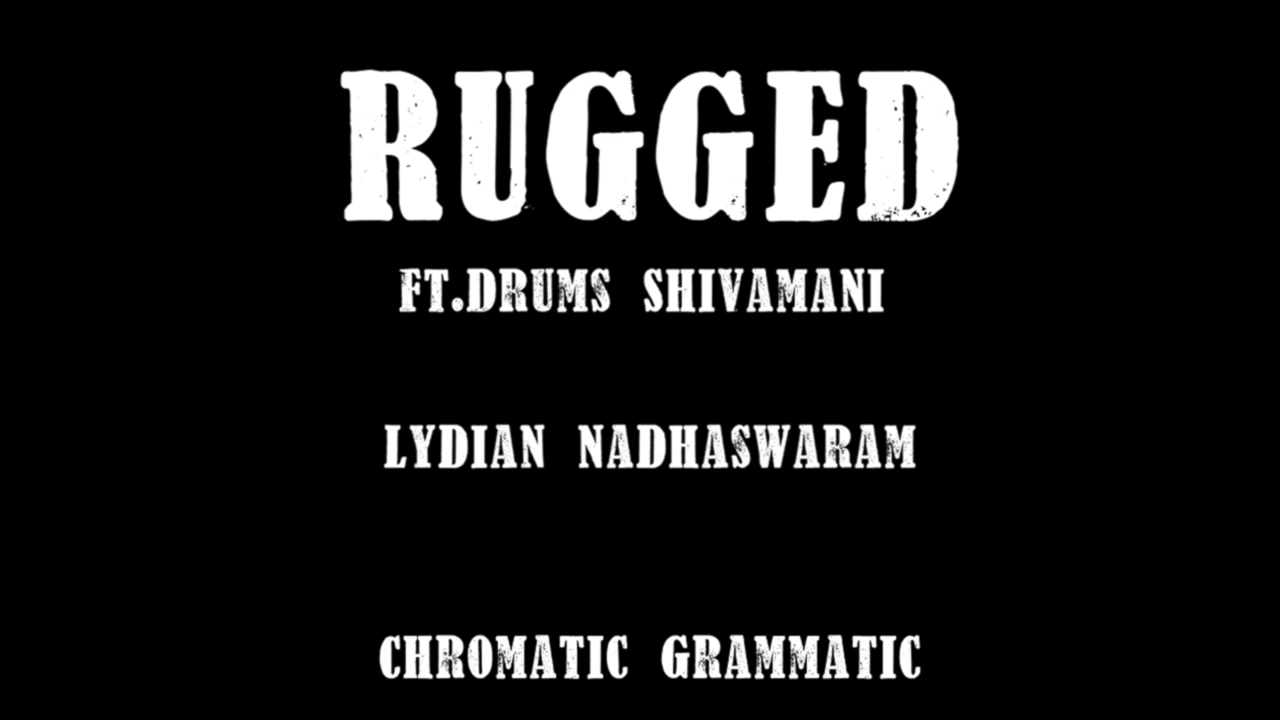 RUGGED
FT.DRUMS SHIVAMANI
LYDIAN NADHASWARAM
CHROMATIC GRAMMATIC